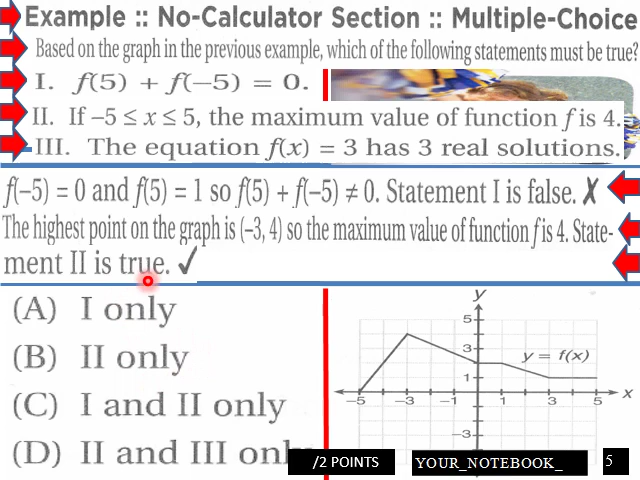 Example :: No-Calculator Section :: Multiple-Choice
Based on the graph in the previous example, which of the following statements must be true?
I. f(5) + f(−5) = 0.
II. If −5 ≤ x ≤ 5, the maximum value of function f is 4.
III. The equation f(x) = 3 has 3 real solutions.
f(−5) = 0 and f(5) = 1 so f(5) + f(−5) ≠ 0. Statement I is false. ✗
The highest point on the graph is (−3, 4) so the maximum value of function f is 4. State-
ment II is true. ✓
(A) I only
(B) II only
(C) I and II only
(D) II and III only
y
5
3
y = f(x)
1
x
−5 −3 −1 1 3 5
−3
/2 POINTS
YOUR_NOTEBOOK_
5